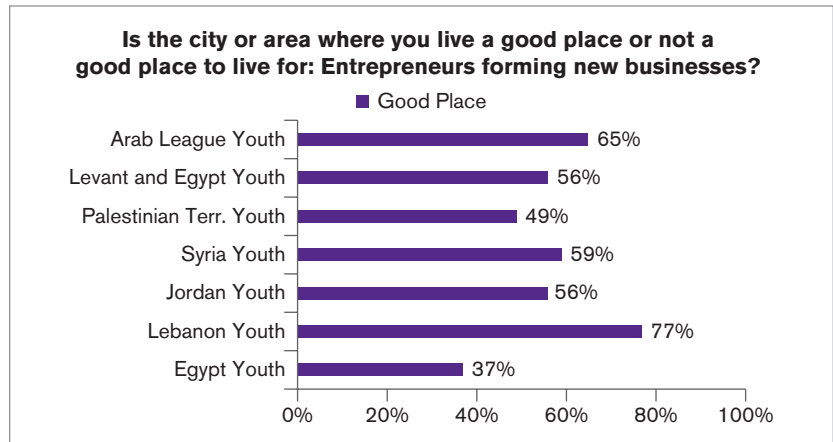 Is the city or area where you live a good place or not a
good place to live for: Entrepreneurs forming new businesses?
Good Place
Arab League Youth 65%
Levant and Egypt Youth 56%
Palestinian Terr. Youth 49%
Syria Youth 59%
Jordan Youth 56%
Lebanon Youth 77%
Egypt Youth 37%
0% 20% 40% 60% 80% 100%